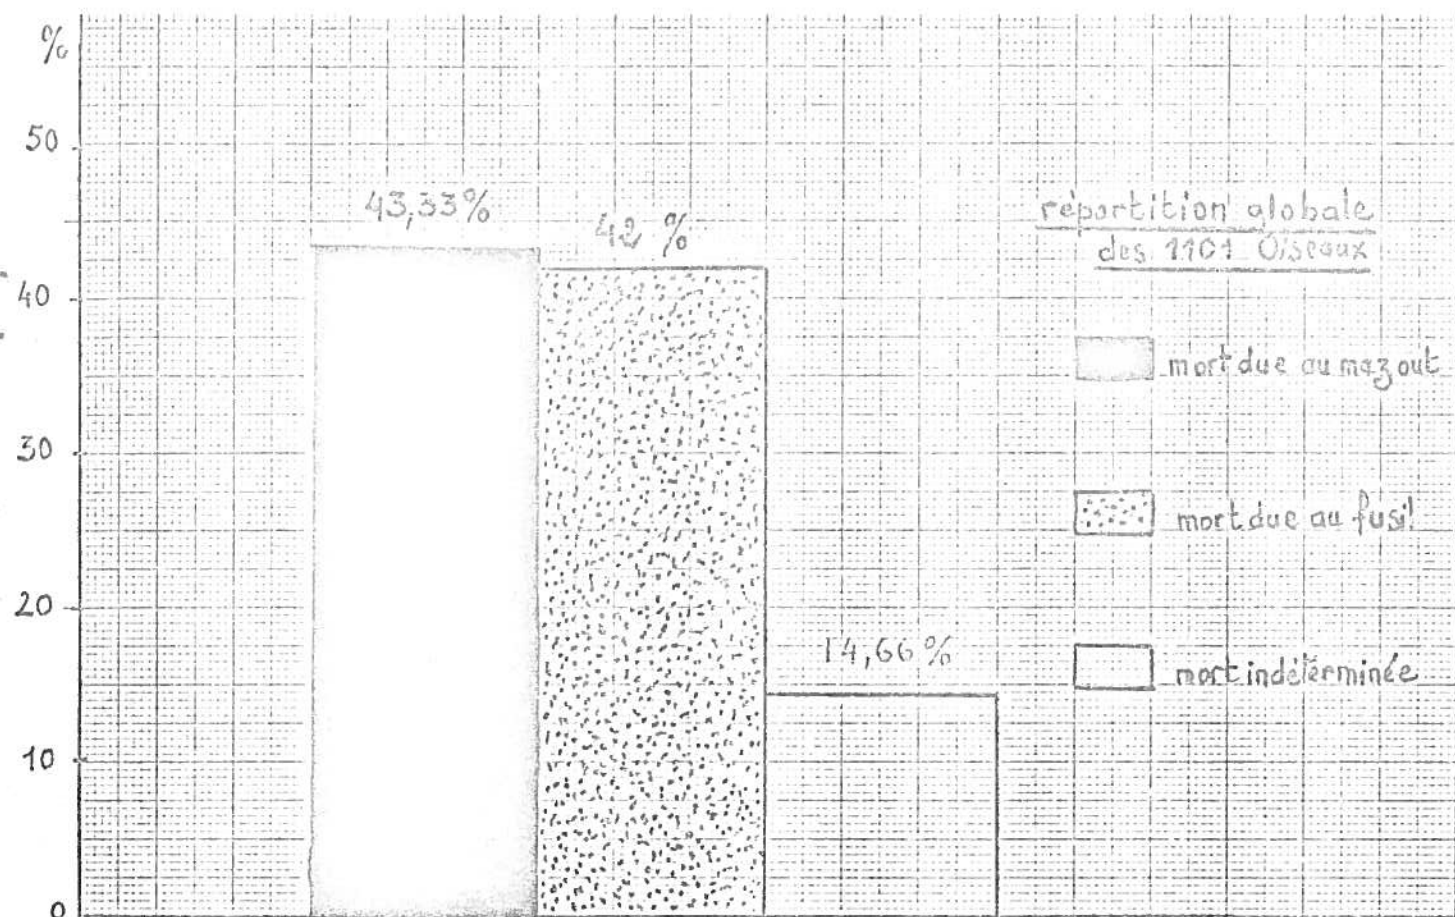 %
50
40
30
20
10
0
43,33%
42 %
14,66%
répartition globale
des 1101 Oiseaux
mort due au mazout
mort due au fusil
mort indéterminée